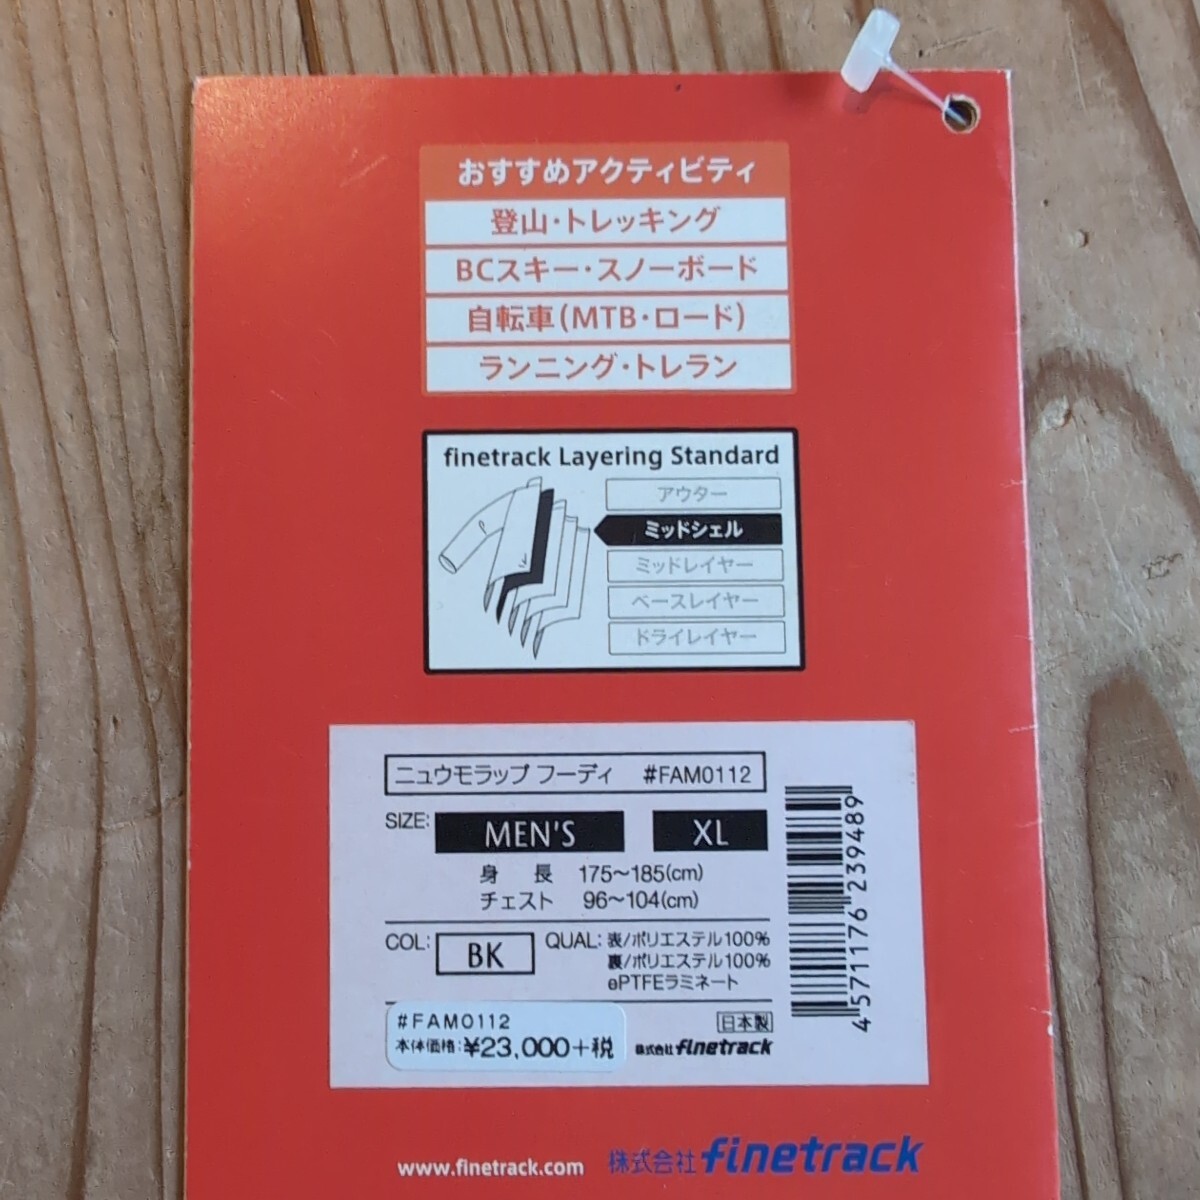 おすすめアクティビティ
登山・トレッキング
BCスキー・スノーボード
自転車(MTB・ロード)
ランニング・トレラン
finetrack Layering Standard
アウター
ミッドシェル
ミッドレイヤー
ベースレイヤー
ドライレイヤー
ニュウモラップ フーディ #FAM0112
SIZE: MEN'S XL
身 長 175〜185(cm)
チェスト 96〜104(cm)
COL: BK QUAL: 表/ポリエステル100%
裏/ポリエステル100%
ePTFEラミネート
#FAM0112
本体価格:¥23,000+税
日本製
株式会社finetrack
4571176239489
www.finetrack.com 株式会社finetrack